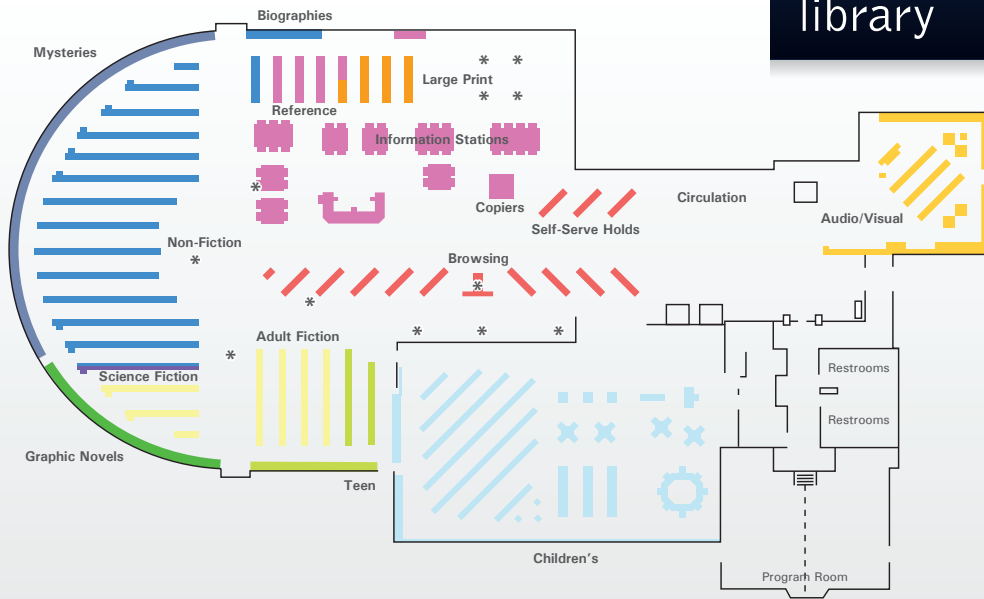 library
Biographies
Mysteries
Large Print
Reference
Information Stations
Circulation
Copiers
Audio/Visual
Self-Serve Holds
Non-Fiction
Browsing
Adult Fiction
Restrooms
Science Fiction
Restrooms
Graphic Novels
Teen
Children's
Program Room